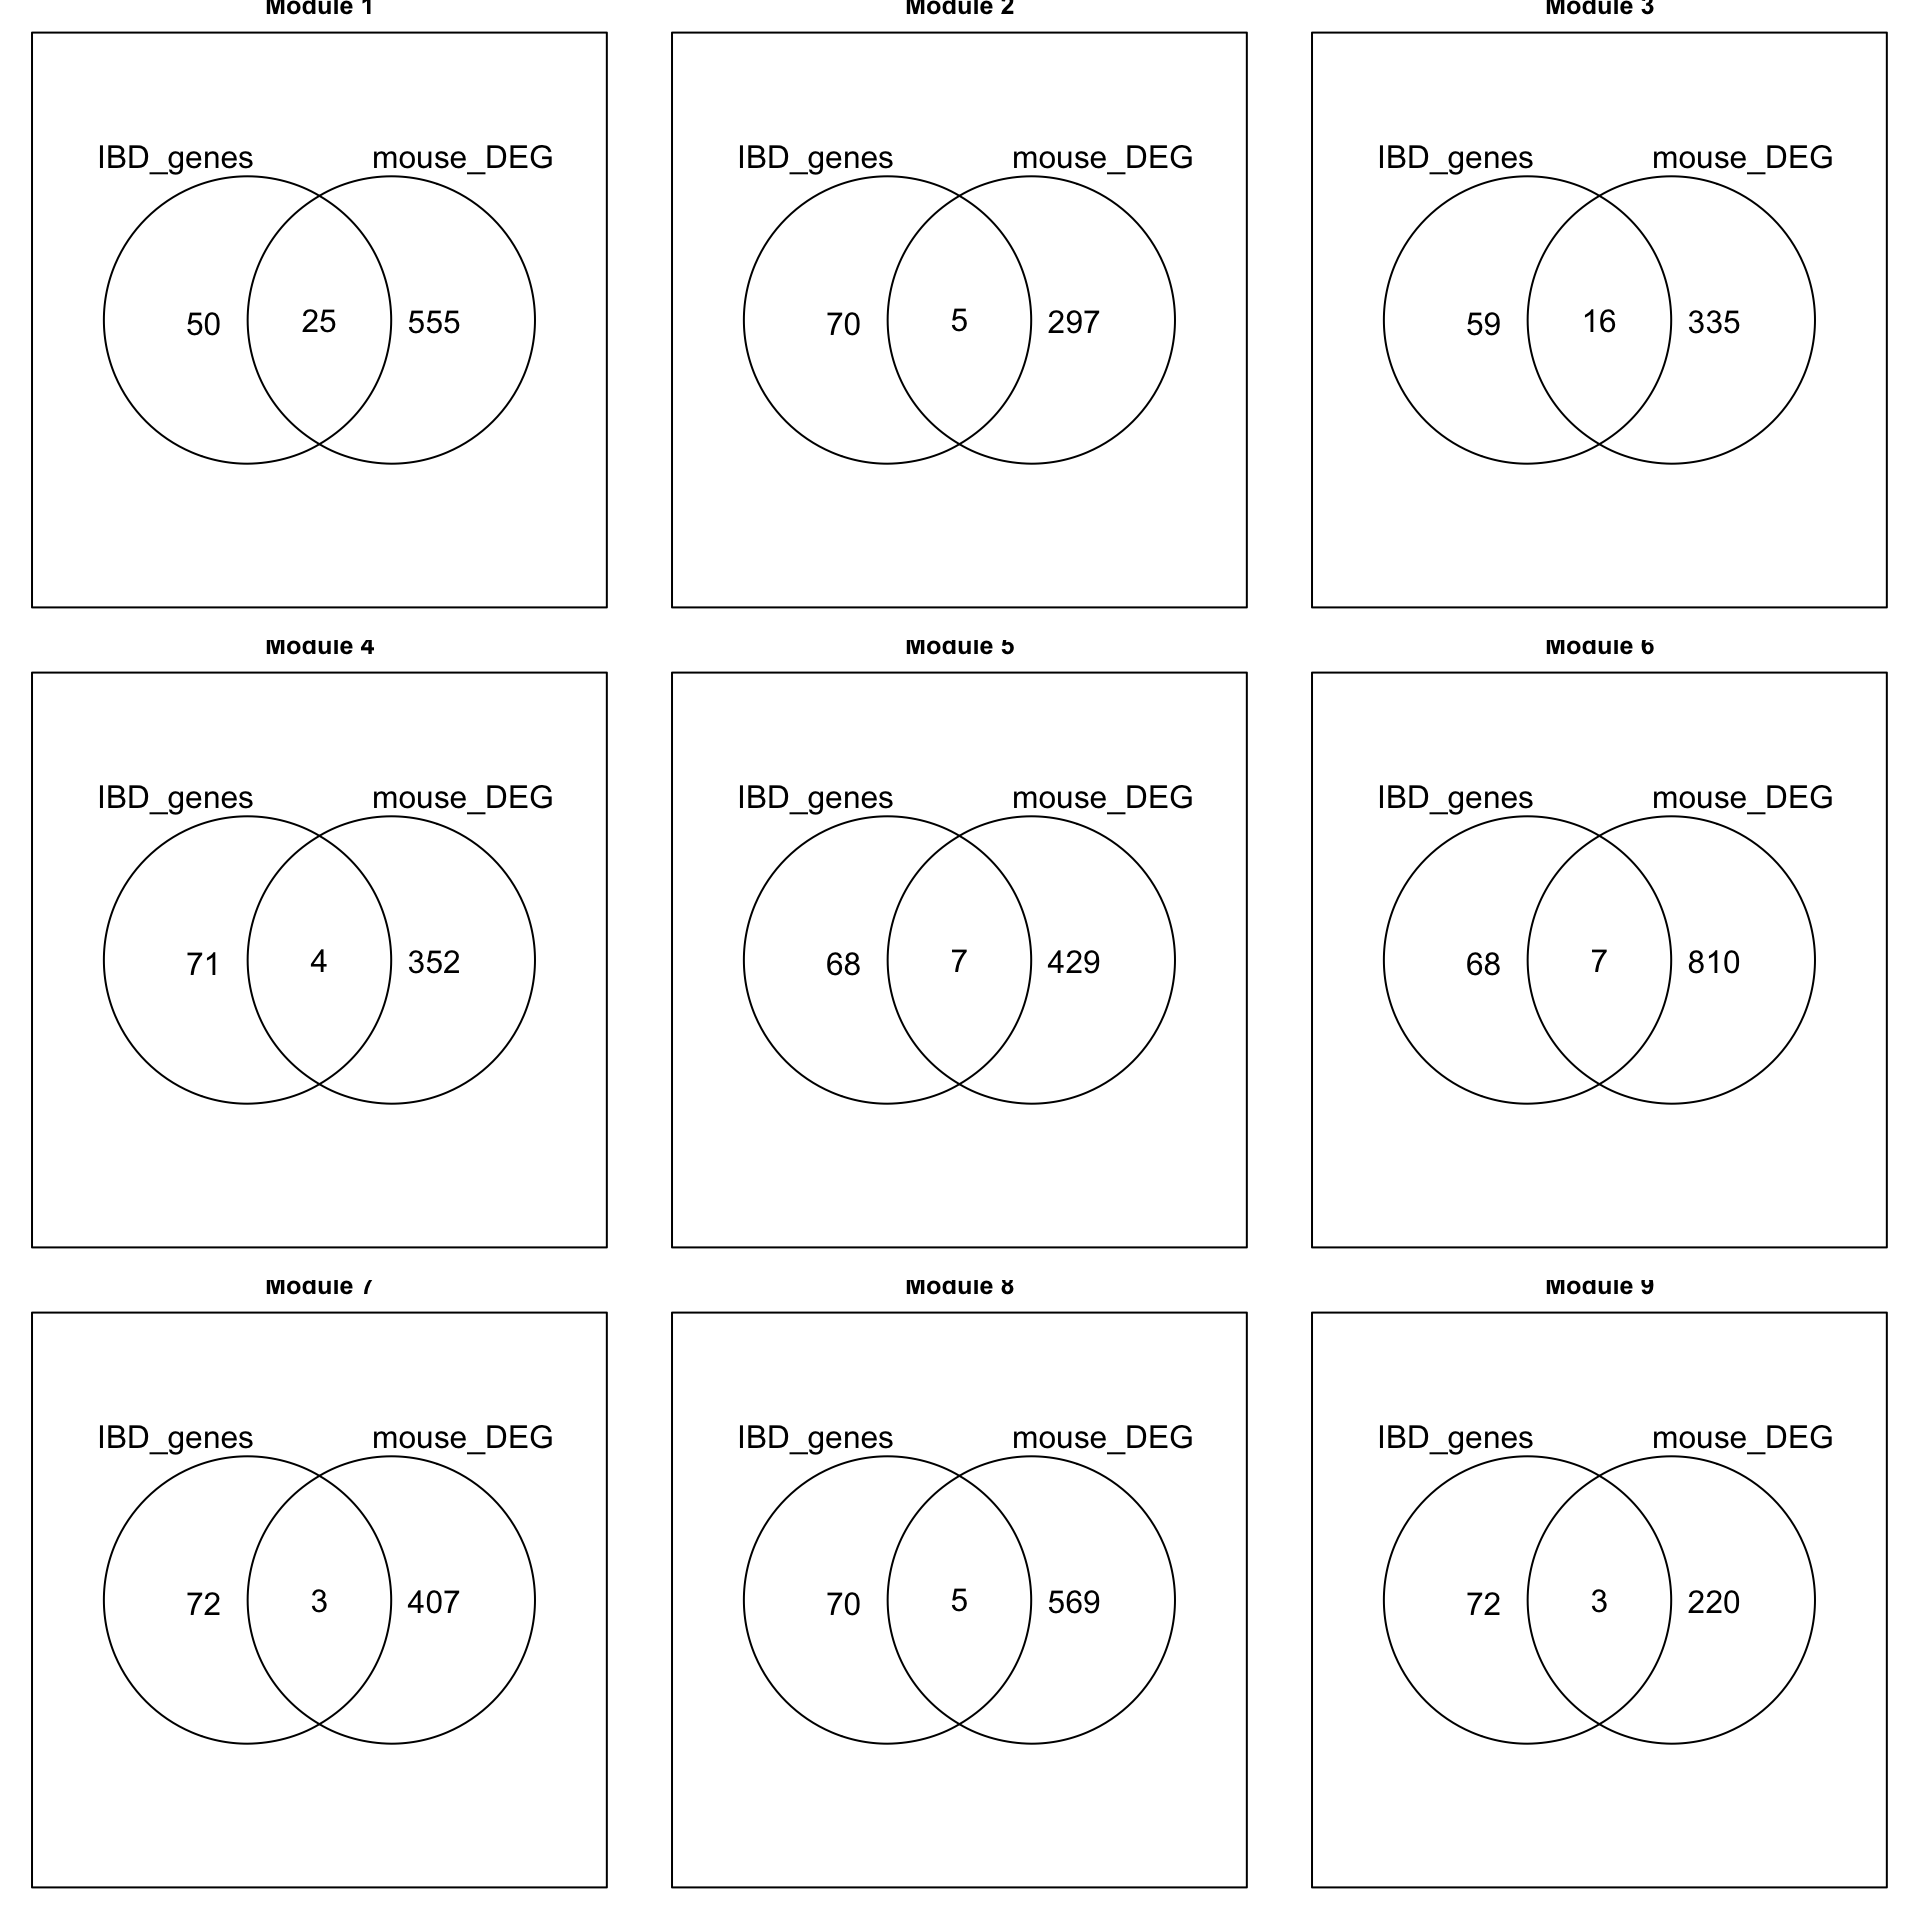 Module 1 Module 2 Module 3
IBD_genes mouse_DEG IBD_genes mouse_DEG IBD_genes mouse_DEG
50 25 555 70 5 297 59 16 335
Module 4 Module 5 Module 6
IBD_genes mouse_DEG IBD_genes mouse_DEG IBD_genes mouse_DEG
71 4 352 68 7 429 68 7 810
Module 7 Module 8 Module 9
IBD_genes mouse_DEG IBD_genes mouse_DEG IBD_genes mouse_DEG
72 3 407 70 5 569 72 3 220